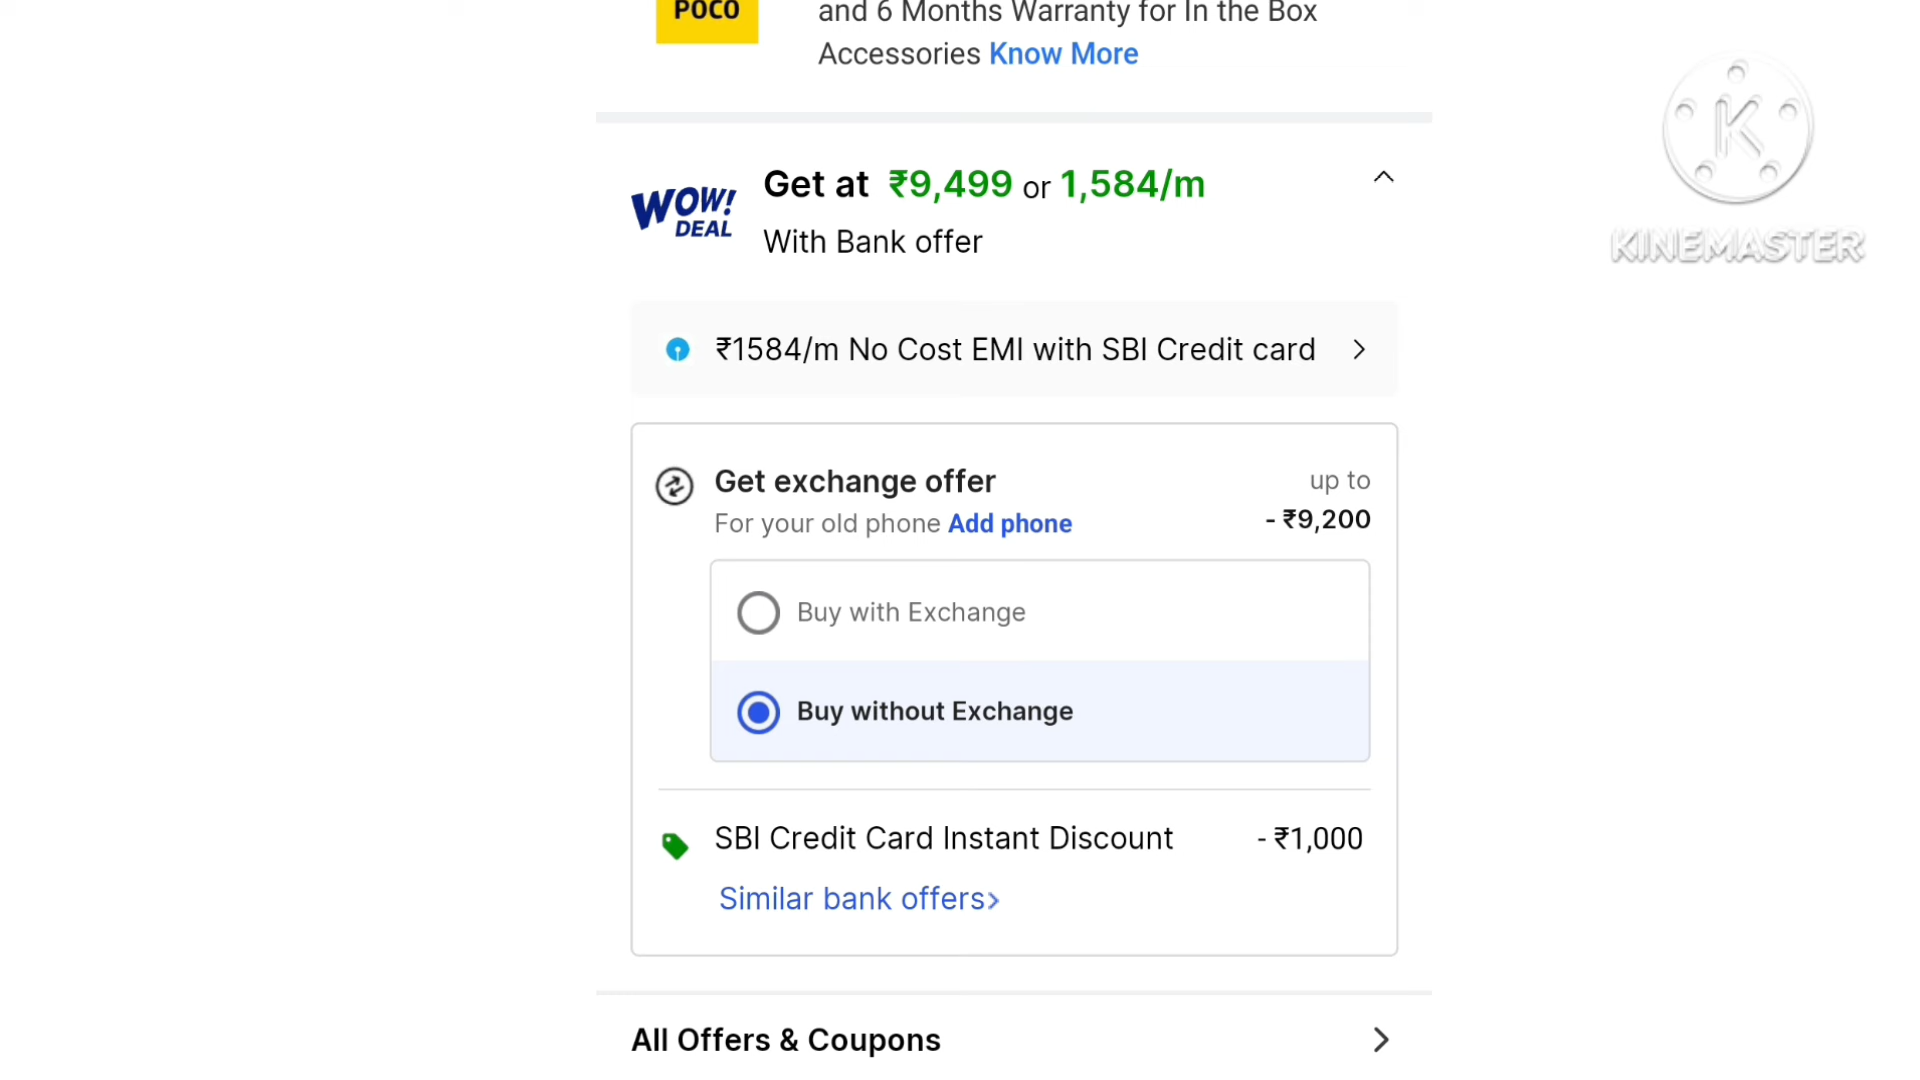 POCO
and 6 Months Warranty for In the Box
Accessories Know More
K
KINEMASTER
WOW!
DEAL
Get at ₹9,499 or 1,584/m
With Bank offer
₹1584/m No Cost EMI with SBI Credit card
Get exchange offer
up to
For your old phone Add phone
- ₹9,200
Buy with Exchange
Buy without Exchange
SBI Credit Card Instant Discount - ₹1,000
Similar bank offers›
All Offers & Coupons